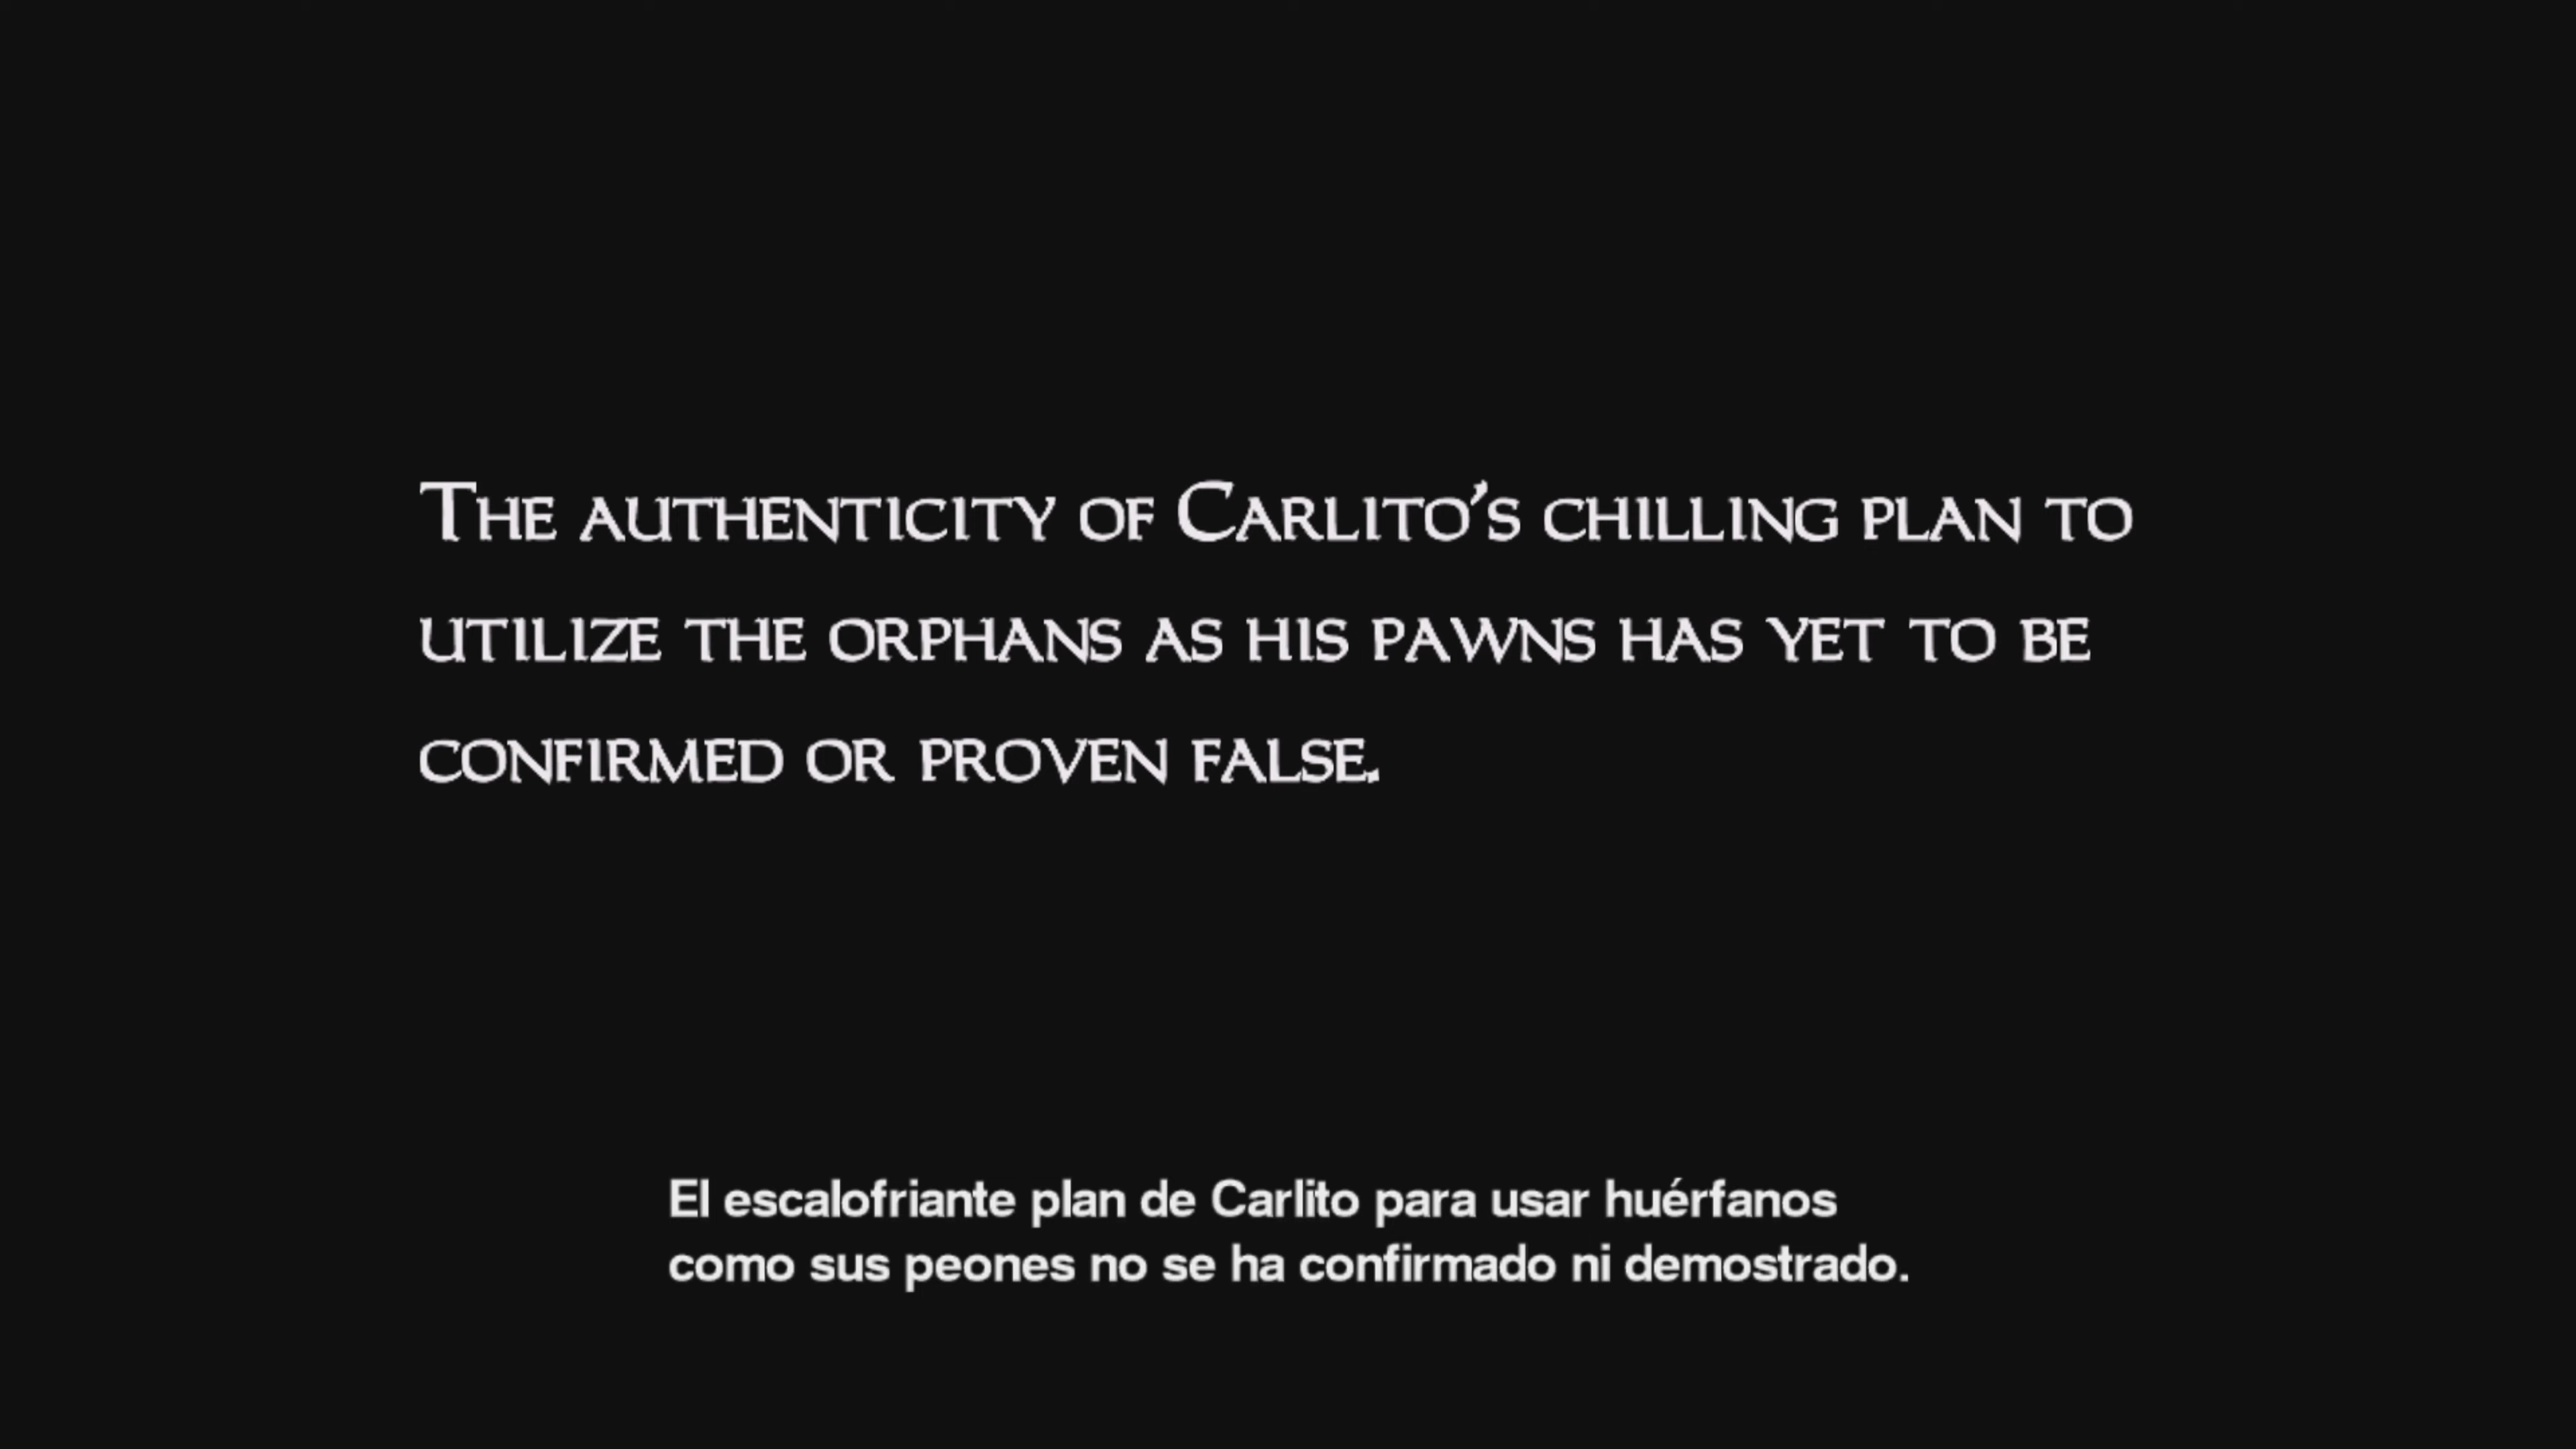 The authenticity of Carlito's chilling plan to
utilize the orphans as his pawns has yet to be
confirmed or proven false.
El escalofriante plan de Carlito para usar huérfanos
como sus peones no se ha confirmado ni demostrado.